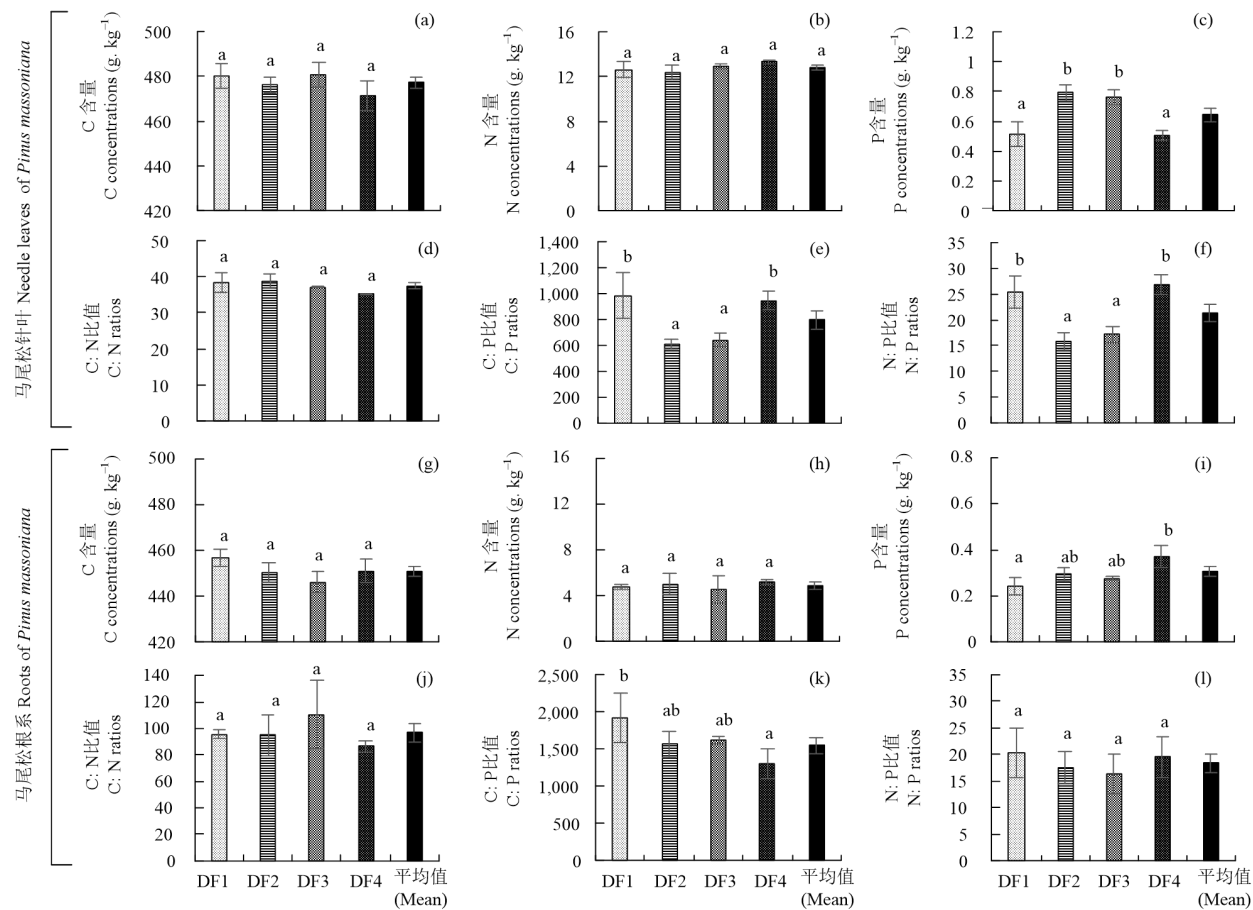 马尾松针叶 Needle leaves of Pinus massoniana
C 含量
C concentrations (g. kg⁻¹)
500
480
460
440
420
(a)
a
a
a
a
N 含量
N concentrations (g. kg⁻¹)
16
12
8
4
0
(b)
a
a
a
a
a
P含量
P concentrations (g. kg⁻¹)
1.2
1
0.8
0.6
0.4
0.2
0
(c)
a
b
b
a
C: N比值
C: N ratios
50
40
30
20
10
0
(d)
a
a
a
a
C: P比值
C: P ratios
1,400
1,200
1,000
800
600
400
200
0
(e)
b
a
a
b
N: P比值
N: P ratios
35
30
25
20
15
10
5
0
(f)
b
a
a
b
马尾松根系 Roots of Pinus massoniana
C 含量
C concentrations (g. kg⁻¹)
500
480
460
440
420
(g)
a
a
a
a
N 含量
N concentrations (g. kg⁻¹)
16
12
8
4
0
(h)
a
a
a
a
P含量
P concentrations (g. kg⁻¹)
0.8
0.6
0.4
0.2
0
(i)
a
ab
ab
b
C: N比值
C: N ratios
140
120
100
80
60
40
20
0
(j)
a
a
a
a
DF1 DF2 DF3 DF4 平均值
(Mean)
C: P比值
C: P ratios
2,500
2,000
1,500
1,000
500
0
(k)
b
ab
ab
a
DF1 DF2 DF3 DF4 平均值
(Mean)
N: P比值
N: P ratios
35
30
25
20
15
10
5
0
(l)
a
a
a
a
DF1 DF2 DF3 DF4 平均值
(Mean)